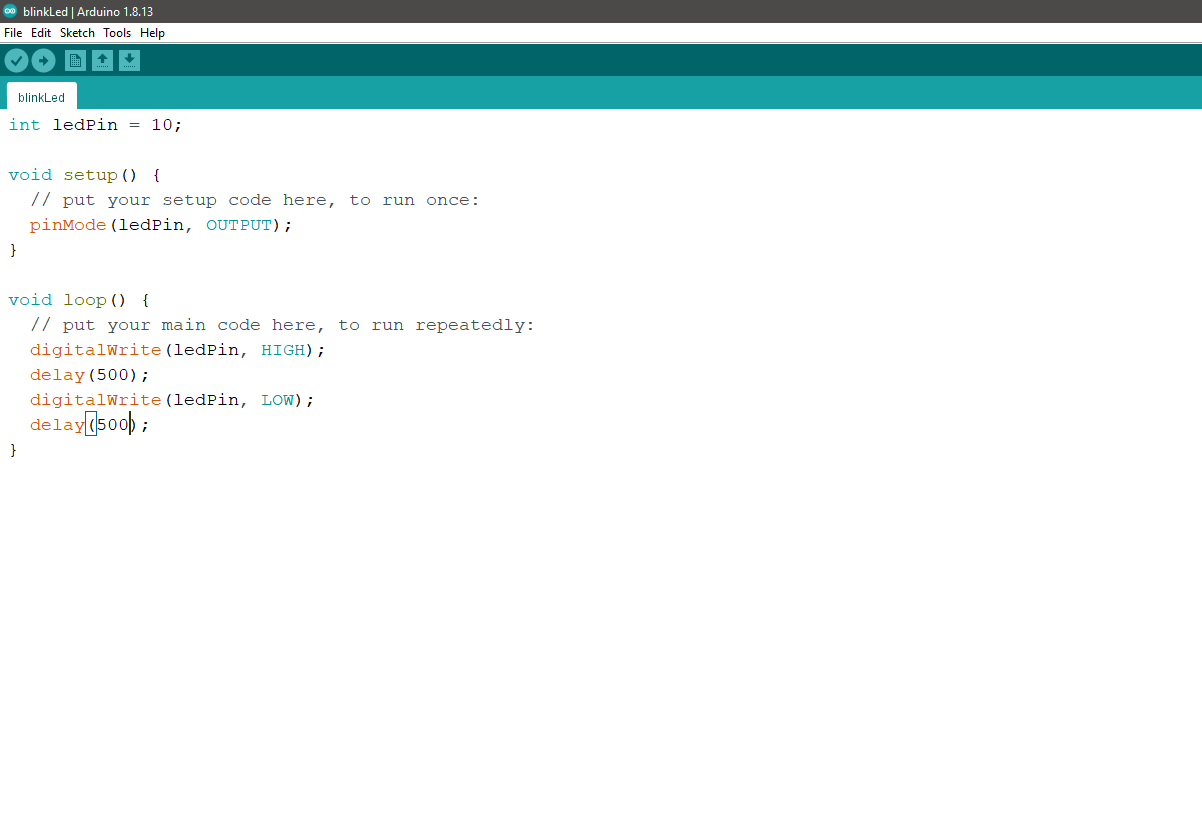 blinkLed | Arduino 1.8.13
File Edit Sketch Tools Help
blinkLed
int ledPin = 10;
void setup() {
  // put your setup code here, to run once:
  pinMode(ledPin, OUTPUT);
}
void loop() {
  // put your main code here, to run repeatedly:
  digitalWrite(ledPin, HIGH);
  delay(500);
  digitalWrite(ledPin, LOW);
  delay(500);
}